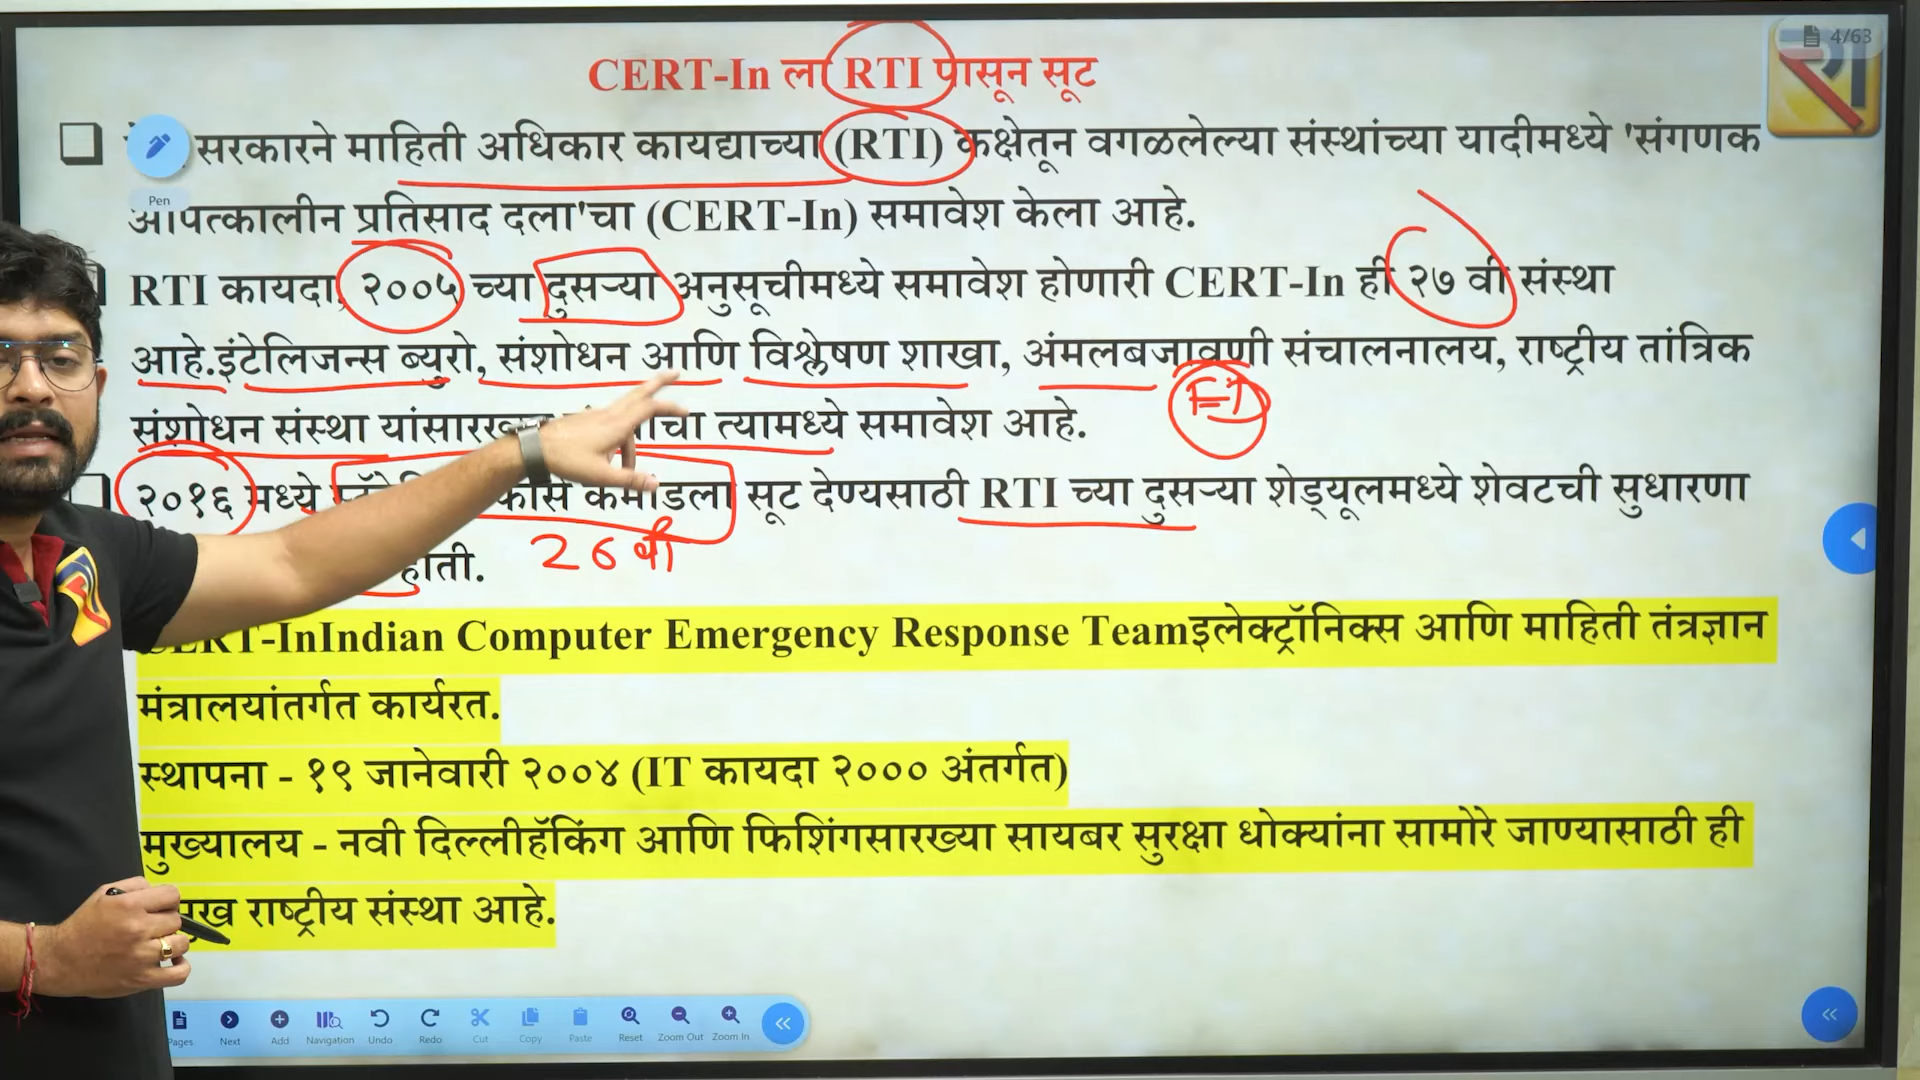 4/63
CERT-In ला RTI पासून सूट
सरकारने माहिती अधिकार कायद्याच्या (RTI) कक्षेतून वगळलेल्या संस्थांच्या यादीमध्ये 'संगणक
Pen
आपत्कालीन प्रतिसाद दला'चा (CERT-In) समावेश केला आहे.
RTI कायदा, २००५ च्या दुसऱ्या अनुसूचीमध्ये समावेश होणारी CERT-In ही २७ वी संस्था
आहे.इंटेलिजन्स ब्युरो, संशोधन आणि विश्लेषण शाखा, अंमलबजावणी संचालनालय, राष्ट्रीय तांत्रिक
ED
संशोधन संस्था त्यामध्ये समावेश आहे.
२०१६ मध्ये सूट देण्यसाठी RTI च्या दुसऱ्या शेड्यूलमध्ये शेवटची सुधारणा
होती.
26 वी
CERT-InIndian Computer Emergency Response Teamइलेक्ट्रॉनिक्स आणि माहिती तंत्रज्ञान
मंत्रालयांतर्गत कार्यरत.
स्थापना - १९ जानेवारी २००४ (IT कायदा २००० अंतर्गत)
मुख्यालय - नवी दिल्लीहॅकिंग आणि फिशिंगसारख्या सायबर सुरक्षा धोक्यांना सामोरे जाण्यासाठी ही
राष्ट्रीय संस्था आहे.
Pages Next Add Navigation Undo Redo Cut Copy Paste Reset Zoom Out Zoom In